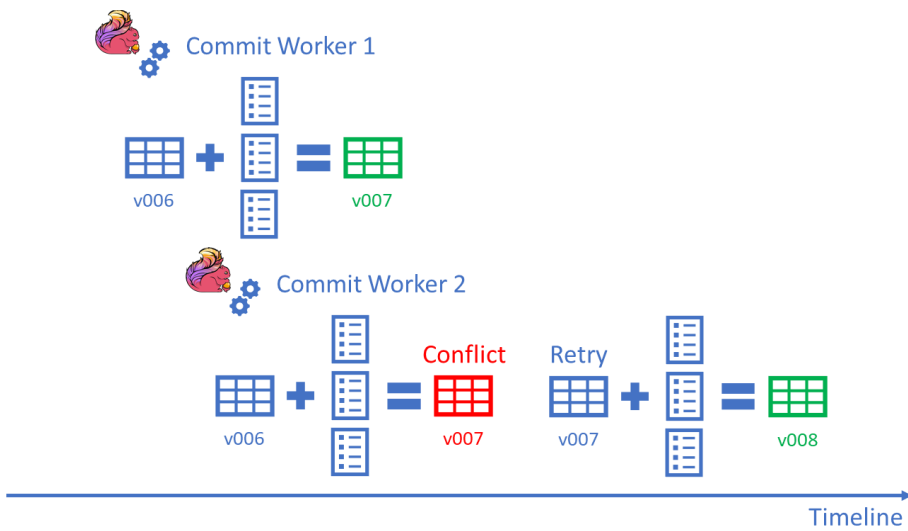 Commit Worker 1
v006
v007
Commit Worker 2
Conflict
Retry
v006
v007
v007
v008
Timeline